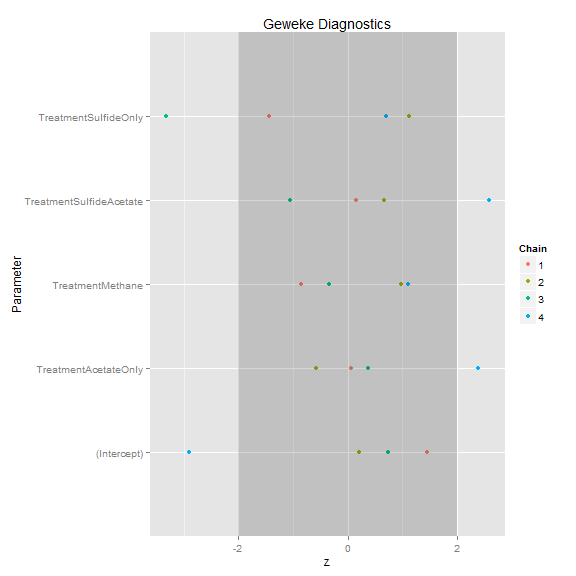 Geweke Diagnostics
TreatmentSulfideOnly
TreatmentSulfideAcetate
TreatmentMethane
TreatmentAcetateOnly
(Intercept)
Parameter
-2
0
2
z
Chain
1
2
3
4